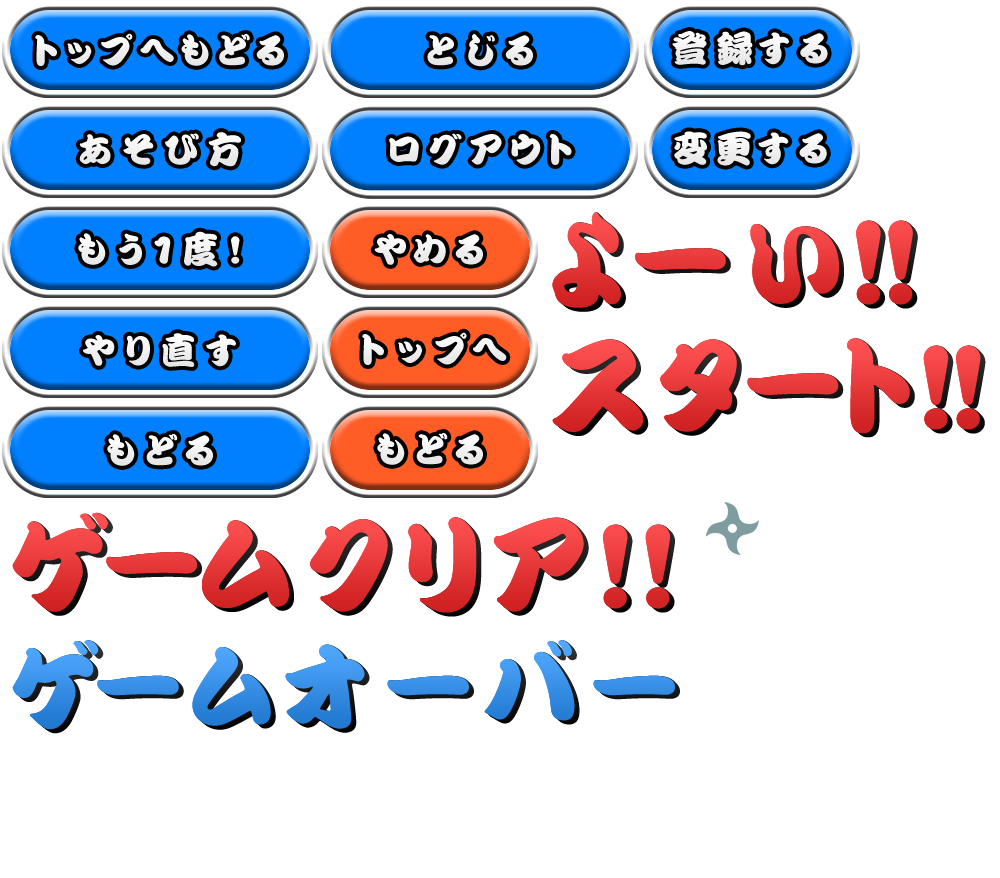 トップへもどる
とじる
登録する
あそび方
ログアウト
変更する
もう1度!
やめる
よーい!!
やり直す
トップへ
スタート!!
もどる
もどる
ゲームクリア!!
ゲームオーバー